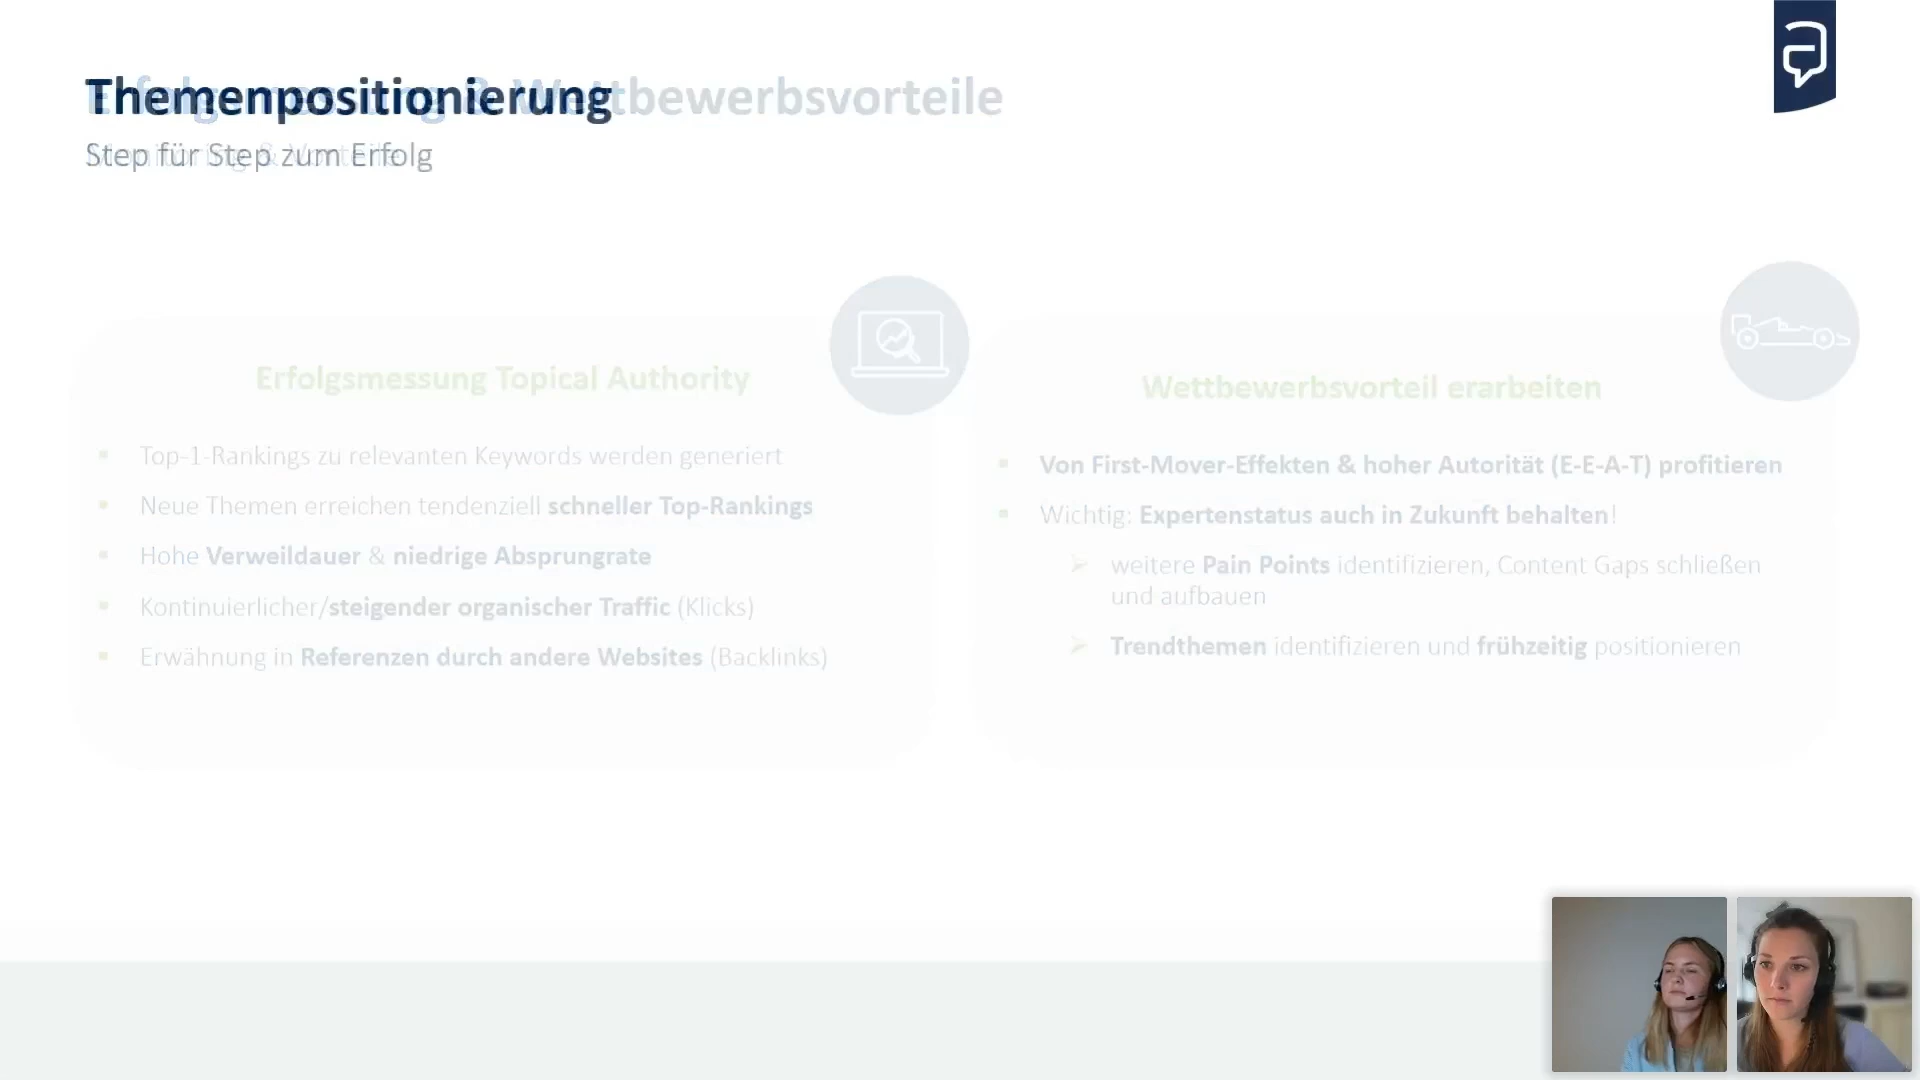 Themenpositionierung
Erfolgsmessung & Wettbewerbsvorteile
Step für Step zum Erfolg
Monitoring & Vorteile
Erfolgsmessung Topical Authority
Top-1-Rankings zu relevanten Keywords werden generiert
Neue Themen erreichen tendenziell schneller Top-Rankings
Hohe Verweildauer & niedrige Absprungrate
Kontinuierlicher/steigender organischer Traffic (Klicks)
Erwähnung in Referenzen durch andere Websites (Backlinks)
Wettbewerbsvorteil erarbeiten
Von First-Mover-Effekten & hoher Autorität (E-E-A-T) profitieren
Wichtig: Expertenstatus auch in Zukunft behalten!
weitere Pain Points identifizieren, Content Gaps schließen
und aufbauen
Trendthemen identifizieren und frühzeitig positionieren